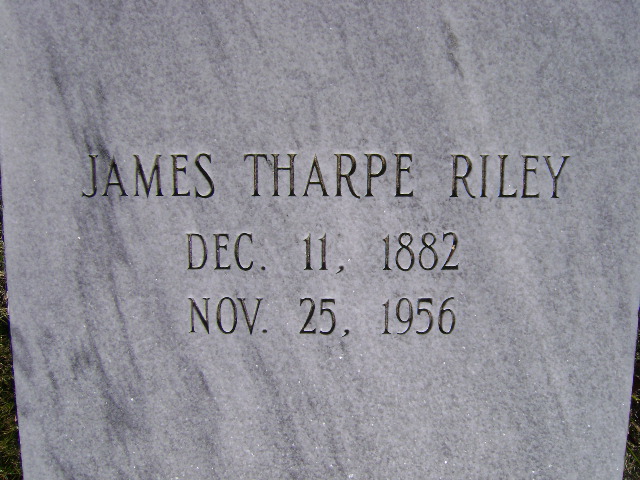 JAMES THARPE RILEY
DEC. 11, 1882
NOV. 25, 1956